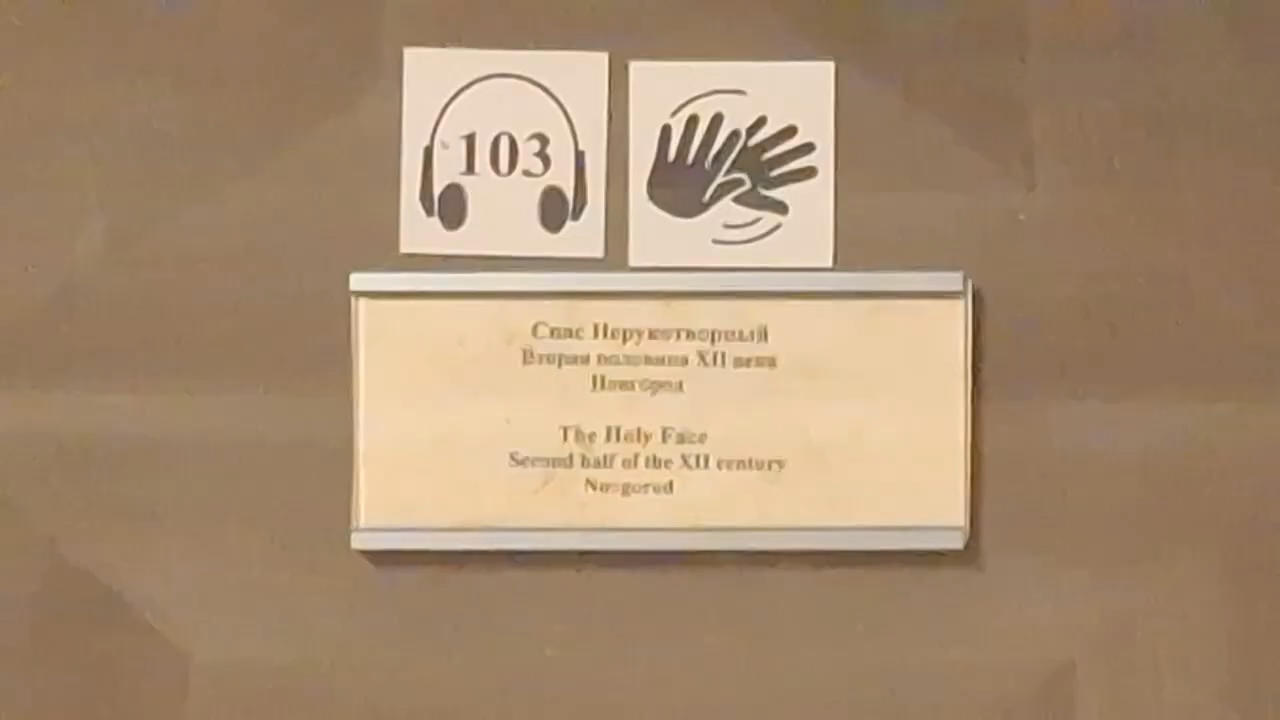 103
Спас Нерукотворный
Вторая половина XII века
Новгород
The Holy Face
Second half of the XII century
Novgorod